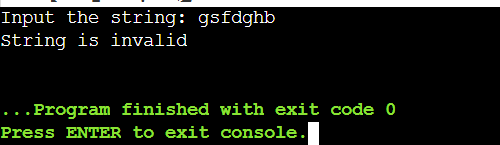 Input the string: gsfdghb
String is invalid
...Program finished with exit code 0
Press ENTER to exit console.